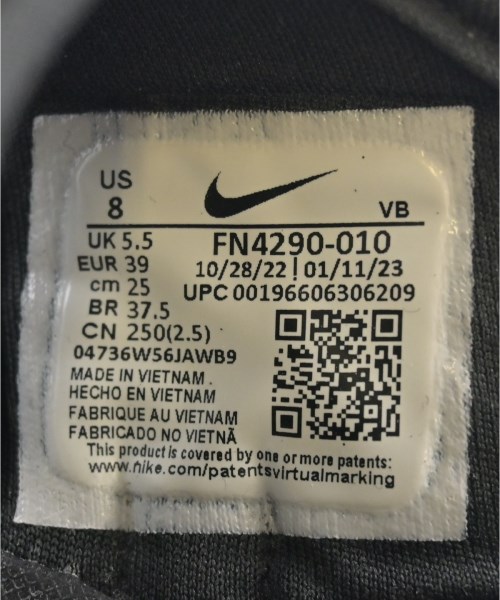 US
8
VB
UK 5.5
EUR 39
cm 25
BR 37.5
CN 250(2.5)
FN4290-010
10/28/22 | 01/11/23
UPC 00196606306209
04736W56JAWB9
MADE IN VIETNAM .
HECHO EN VIETNAM
FABRIQUE AU VIETNAM
FABRICADO NO VIETNÃ
This product is covered by one or more patents:
www.nike.com/patentsvirtualmarking